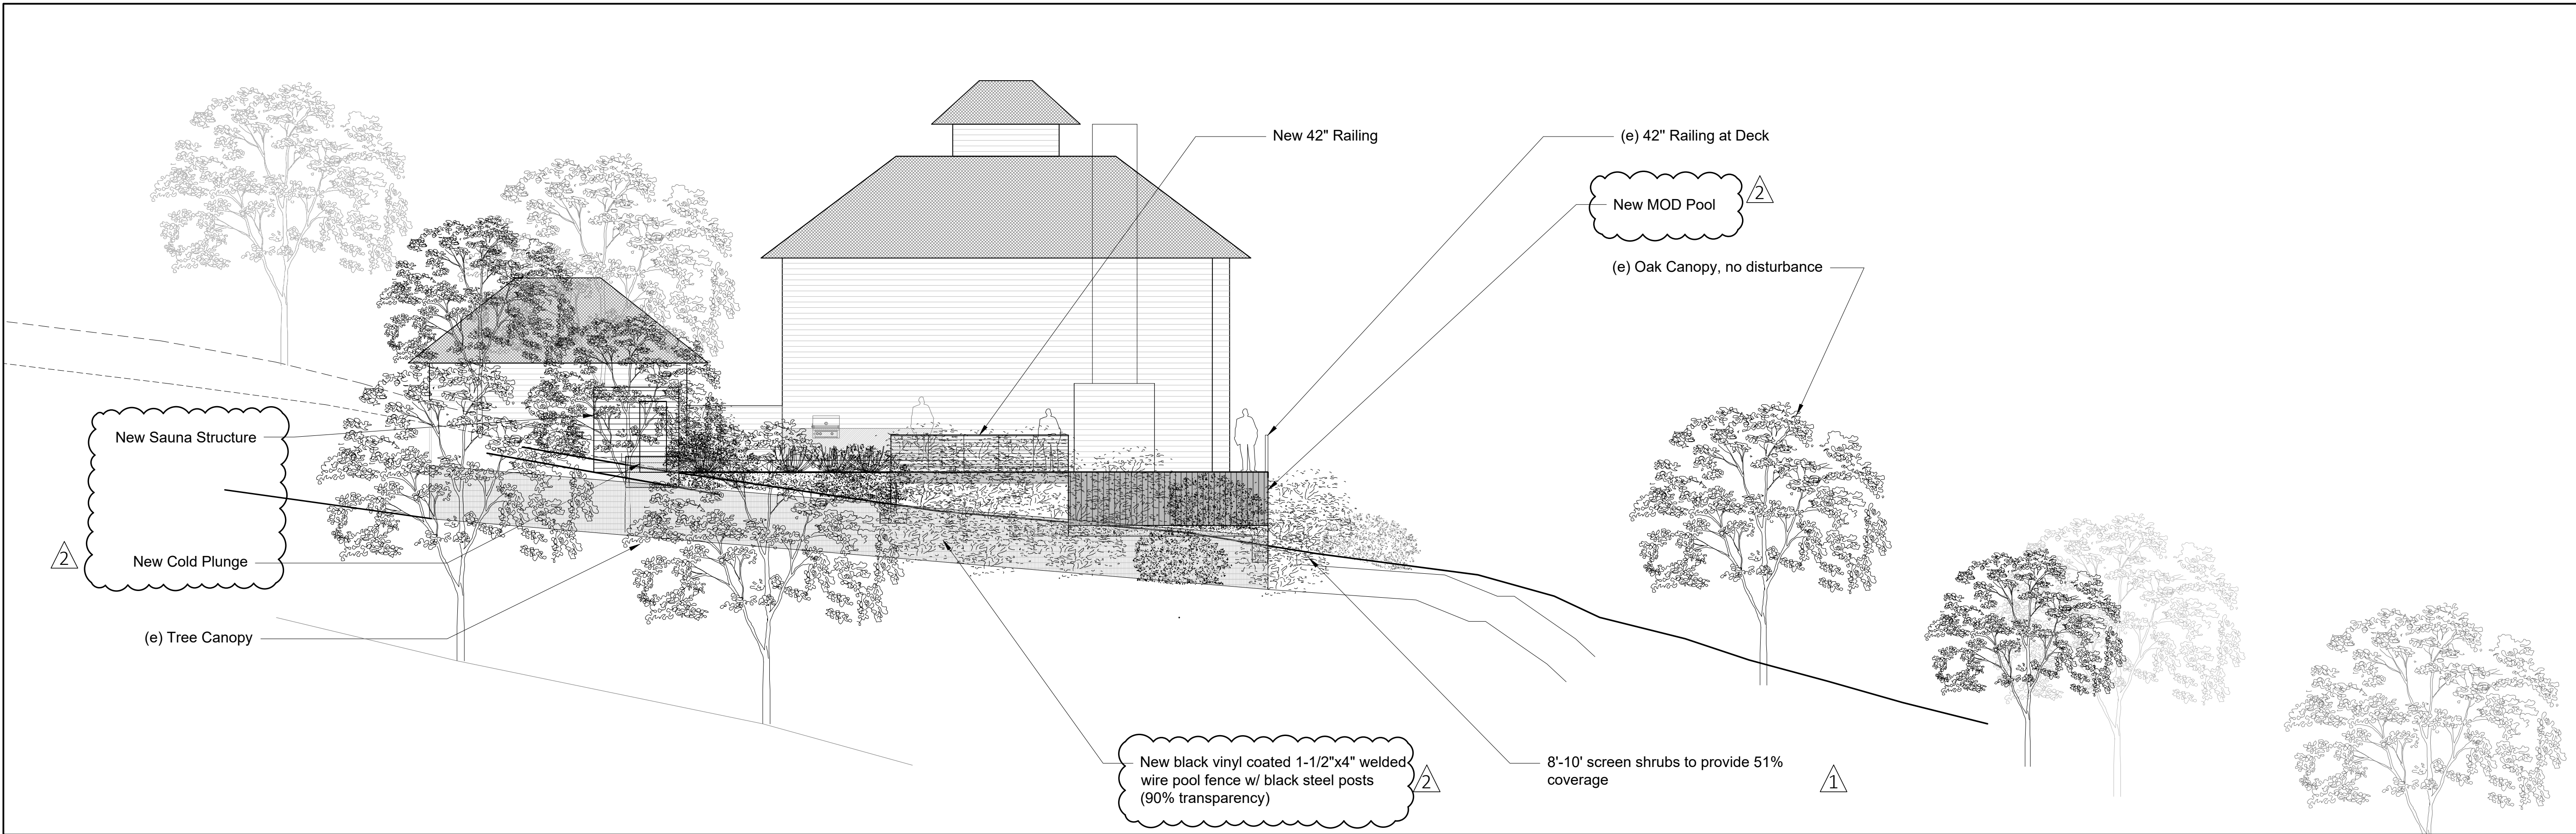 New 42" Railing
(e) 42" Railing at Deck
New MOD Pool
2
(e) Oak Canopy, no disturbance
New Sauna Structure
New Cold Plunge
2
(e) Tree Canopy
New black vinyl coated 1-1/2"x4" welded
wire pool fence w/ black steel posts
(90% transparency)
2
8'-10' screen shrubs to provide 51%
coverage
1